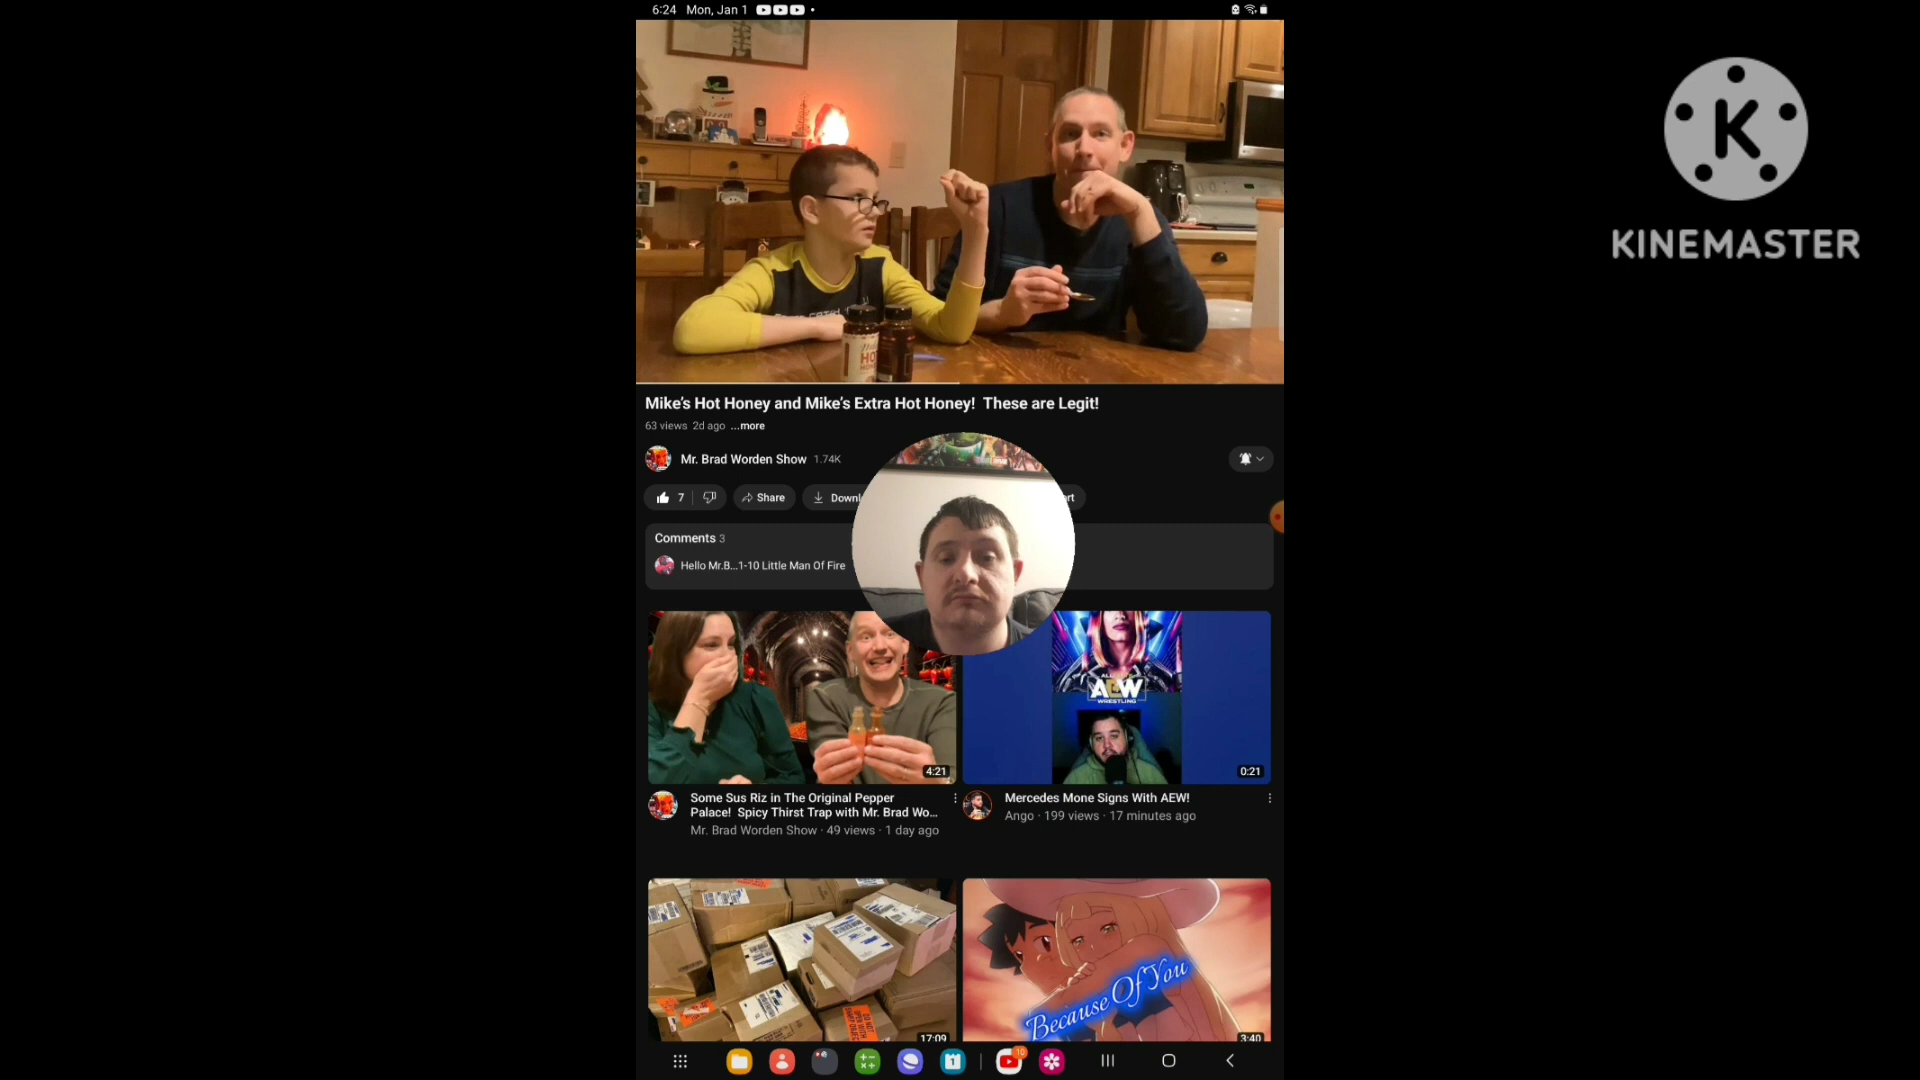 6:24 Mon, Jan 1
KINEMASTER
HO
Mike's Hot Honey and Mike's Extra Hot Honey! These are Legit!
63 views 2d ago ...more
Mr. Brad Worden Show 1.74K
7 Share Downl rt
Comments 3
Hello Mr.B...1-10 Little Man Of Fire
AEW
WRESTLING
4:21
0:21
Some Sus Riz in The Original Pepper
Palace! Spicy Thirst Trap with Mr. Brad Wo...
Mr. Brad Worden Show · 49 views · 1 day ago
Mercedes Mone Signs With AEW!
Ango · 199 views · 17 minutes ago
Because Of You
17:09
3:40
10
1